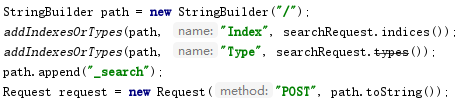 StringBuilder path = new StringBuilder("/");
addIndexesOrTypes(path, name: "Index", searchRequest.indices());
addIndexesOrTypes(path, name: "Type", searchRequest.types());
path.append("_search");
Request request = new Request( method: "POST", path.toString());